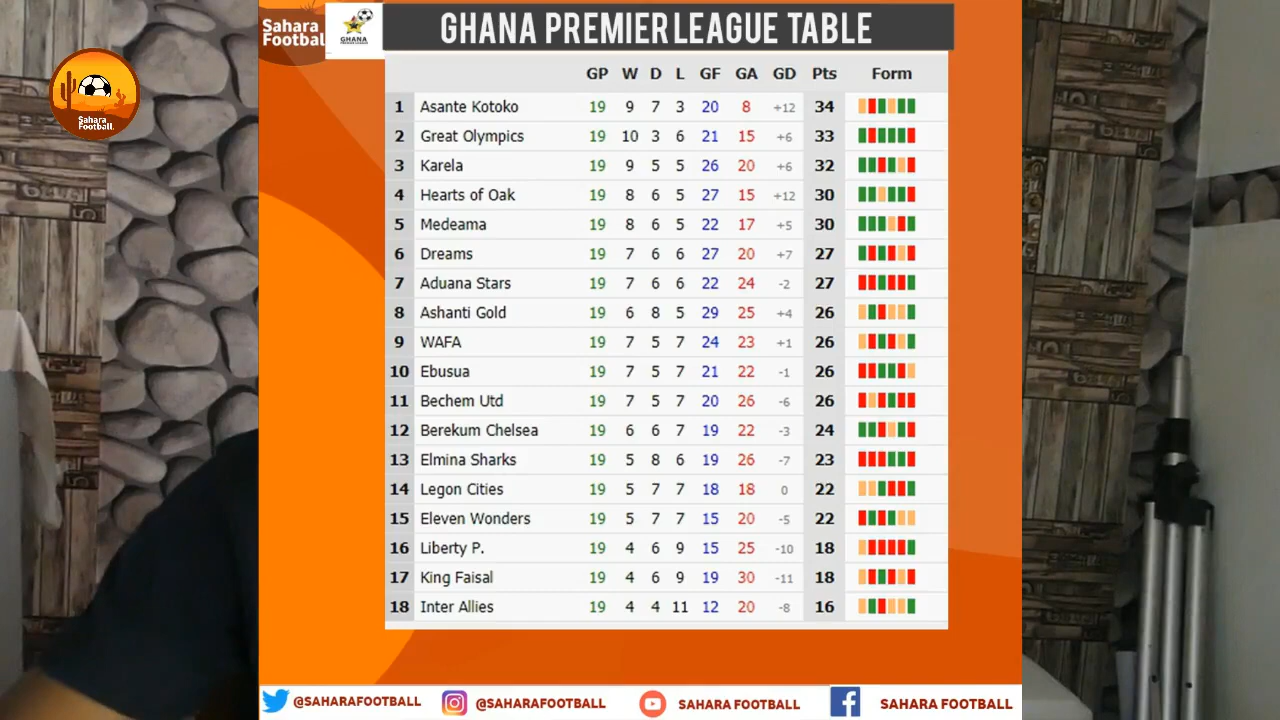 Sahara
Football
GHANA
PREMIER LEAGUE
GHANA PREMIER LEAGUE TABLE
Sahara
Football.
GP W D L GF GA GD Pts Form
1 Asante Kotoko 19 9 7 3 20 8 +12 34
2 Great Olympics 19 10 3 6 21 15 +6 33
3 Karela 19 9 5 5 26 20 +6 32
4 Hearts of Oak 19 8 6 5 27 15 +12 30
5 Medeama 19 8 6 5 22 17 +5 30
6 Dreams 19 7 6 6 27 20 +7 27
7 Aduana Stars 19 7 6 6 22 24 -2 27
8 Ashanti Gold 19 6 8 5 29 25 +4 26
9 WAFA 19 7 5 7 24 23 +1 26
10 Ebusua 19 7 5 7 21 22 -1 26
11 Bechem Utd 19 7 5 7 20 26 -6 26
12 Berekum Chelsea 19 6 6 7 19 22 -3 24
13 Elmina Sharks 19 5 8 6 19 26 -7 23
14 Legon Cities 19 5 7 7 18 18 0 22
15 Eleven Wonders 19 5 7 7 15 20 -5 22
16 Liberty P. 19 4 6 9 15 25 -10 18
17 King Faisal 19 4 6 9 19 30 -11 18
18 Inter Allies 19 4 4 11 12 20 -8 16
@SAHARAFOOTBALL @SAHARAFOOTBALL SAHARA FOOTBALL SAHARA FOOTBALL